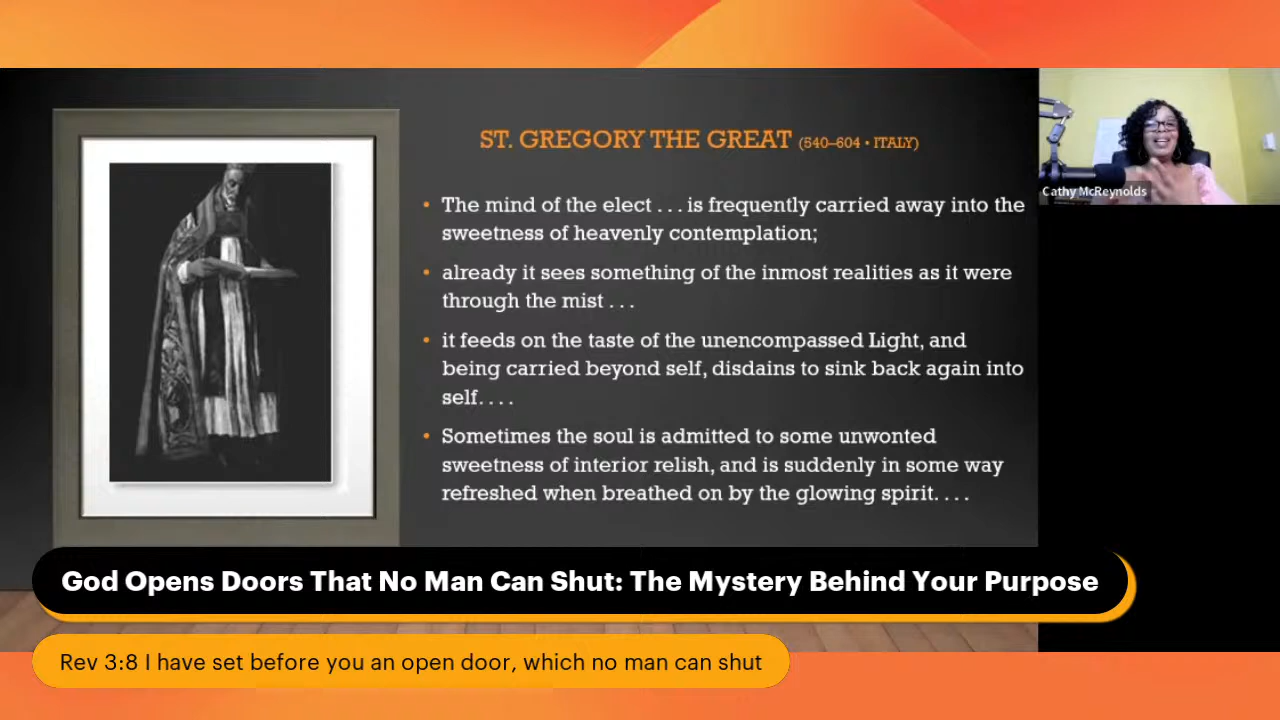 ST. GREGORY THE GREAT (540–604 • ITALY)
• The mind of the elect . . . is frequently carried away into the
sweetness of heavenly contemplation;
• already it sees something of the inmost realities as it were
through the mist . . .
• it feeds on the taste of the unencompassed Light, and
being carried beyond self, disdains to sink back again into
self. . . .
• Sometimes the soul is admitted to some unwonted
sweetness of interior relish, and is suddenly in some way
refreshed when breathed on by the glowing spirit. . . .
Cathy McReynolds
God Opens Doors That No Man Can Shut: The Mystery Behind Your Purpose
Rev 3:8 I have set before you an open door, which no man can shut